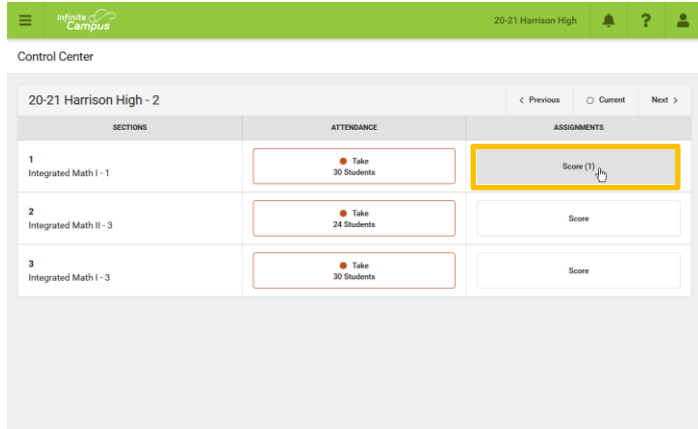 Infinite
Campus
20-21 Harrison High
?
Control Center
20-21 Harrison High - 2
< Previous
Current
Next >
SECTIONS
ATTENDANCE
ASSIGNMENTS
1
Integrated Math I - 1
Take
30 Students
Score (1)
2
Integrated Math II - 3
Take
24 Students
Score
3
Integrated Math I - 3
Take
30 Students
Score